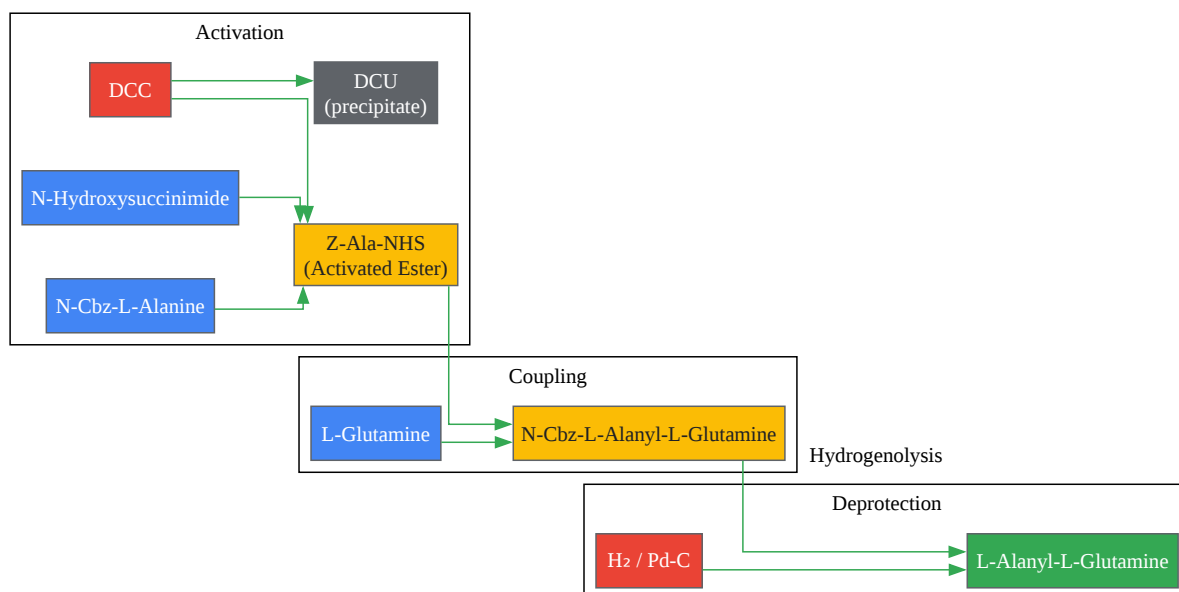 Activation
DCC
DCU
(precipitate)
N-Hydroxysuccinimide
Z-Ala-NHS
(Activated Ester)
N-Cbz-L-Alanine
Coupling
L-Glutamine
N-Cbz-L-Alanyl-L-Glutamine
Hydrogenolysis
Deprotection
H₂ / Pd-C
L-Alanyl-L-Glutamine